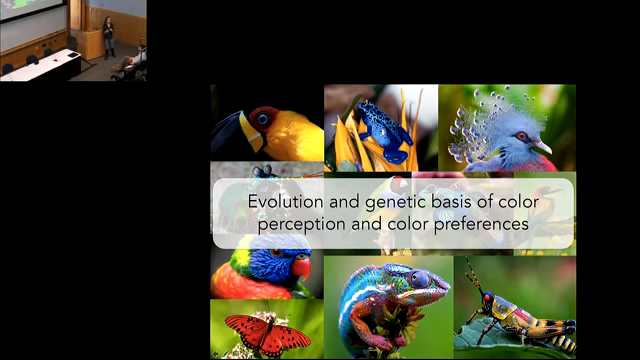 Evolution and genetic basis of color
perception and color preferences